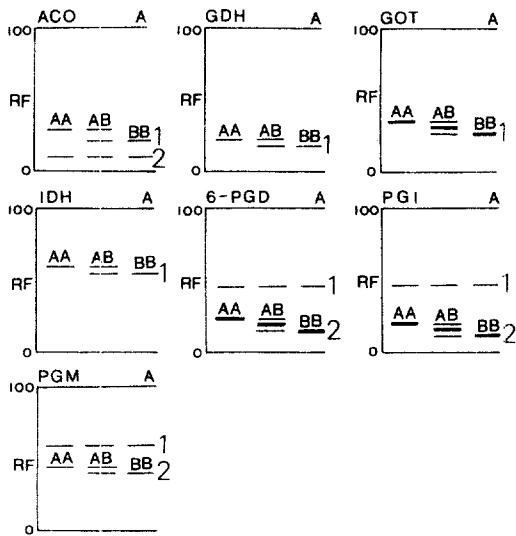 ACO A
100
RF
AA AB BB 1
2
0
GDH A
100
RF
AA AB BB 1
0
GOT A
100
RF
AA AB BB 1
0
IDH A
100
RF
AA AB BB 1
0
6-PGD A
100
1
RF
AA AB BB 2
0
PGI A
100
1
RF
AA AB BB 2
0
PGM A
100
1
RF AA AB BB 2
0